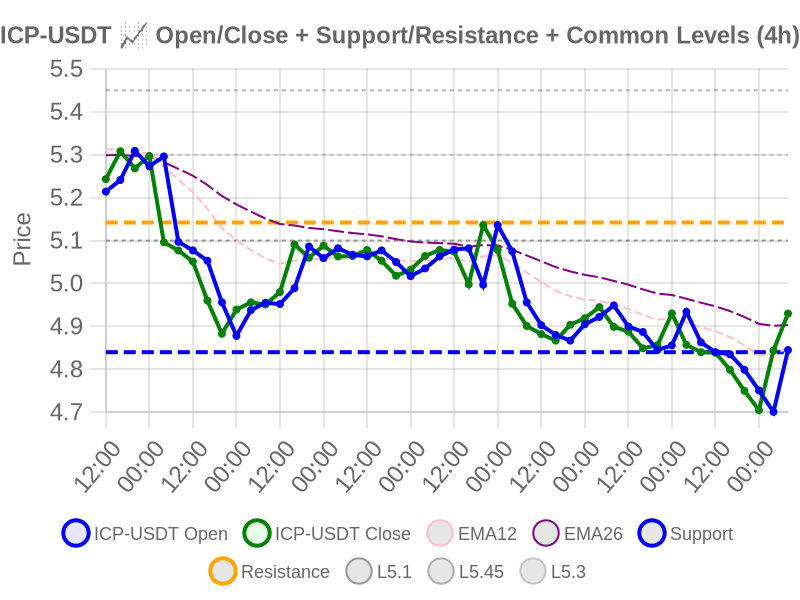 ICP-USDT 📈 Open/Close + Support/Resistance + Common Levels (4h)
5.5
5.4
5.3
5.2
5.1
5.0
4.9
4.8
4.7
Price
12:00 00:00 12:00 00:00 12:00 00:00 12:00 00:00 12:00 00:00 12:00 00:00 12:00 00:00 12:00 00:00
ICP-USDT Open ICP-USDT Close EMA12 EMA26 Support
Resistance L5.1 L5.45 L5.3